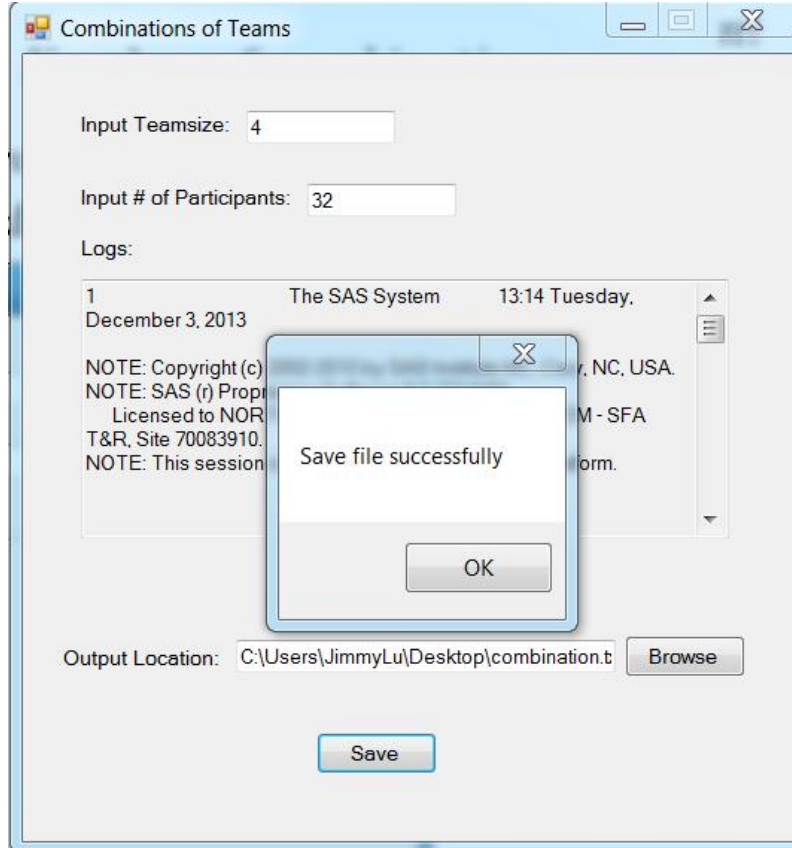 Combinations of Teams
Input Teamsize: 4
Input # of Participants: 32
Logs:
1 The SAS System 13:14 Tuesday,
December 3, 2013
NOTE: Copyright (c) NC, USA.
NOTE: SAS (r)
Licensed to M - SFA
T&R, Site 70083910.
NOTE: This session
Save file successfully
OK
Output Location: C:\Users\JimmyLu\Desktop\combination.t Browse
Save